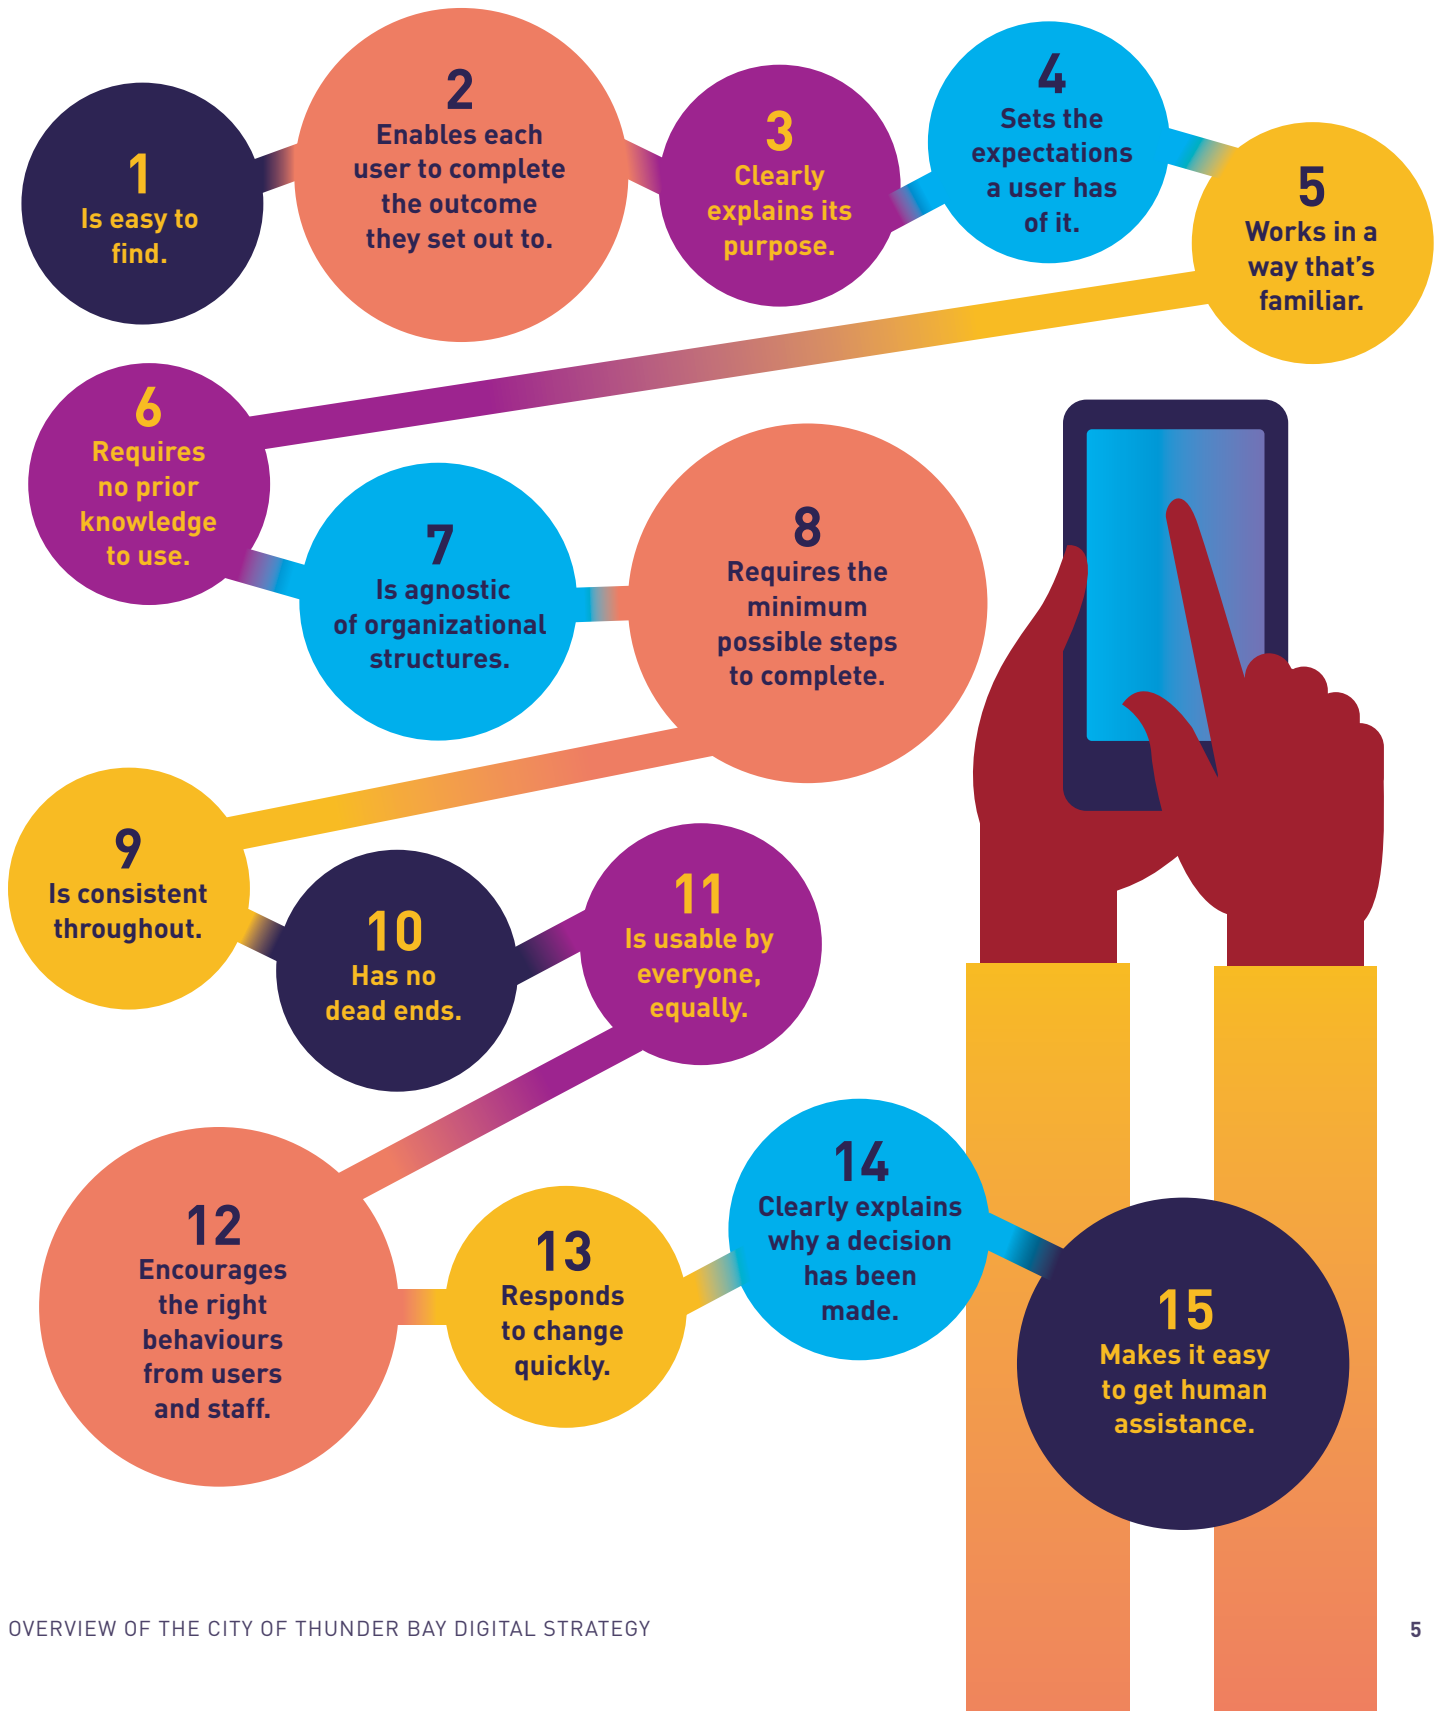 1
Is easy to
find.
2
Enables each
user to complete
the outcome
they set out to.
3
Clearly
explains its
purpose.
4
Sets the
expectations
a user has
of it.
5
Works in a
way that’s
familiar.
6
Requires
no prior
knowledge
to use.
7
Is agnostic
of organizational
structures.
8
Requires the
minimum
possible steps
to complete.
9
Is consistent
throughout.
10
Has no
dead ends.
11
Is usable by
everyone,
equally.
12
Encourages
the right
behaviours
from users
and staff.
13
Responds
to change
quickly.
14
Clearly explains
why a decision
has been
made.
15
Makes it easy
to get human
assistance.
OVERVIEW OF THE CITY OF THUNDER BAY DIGITAL STRATEGY
5